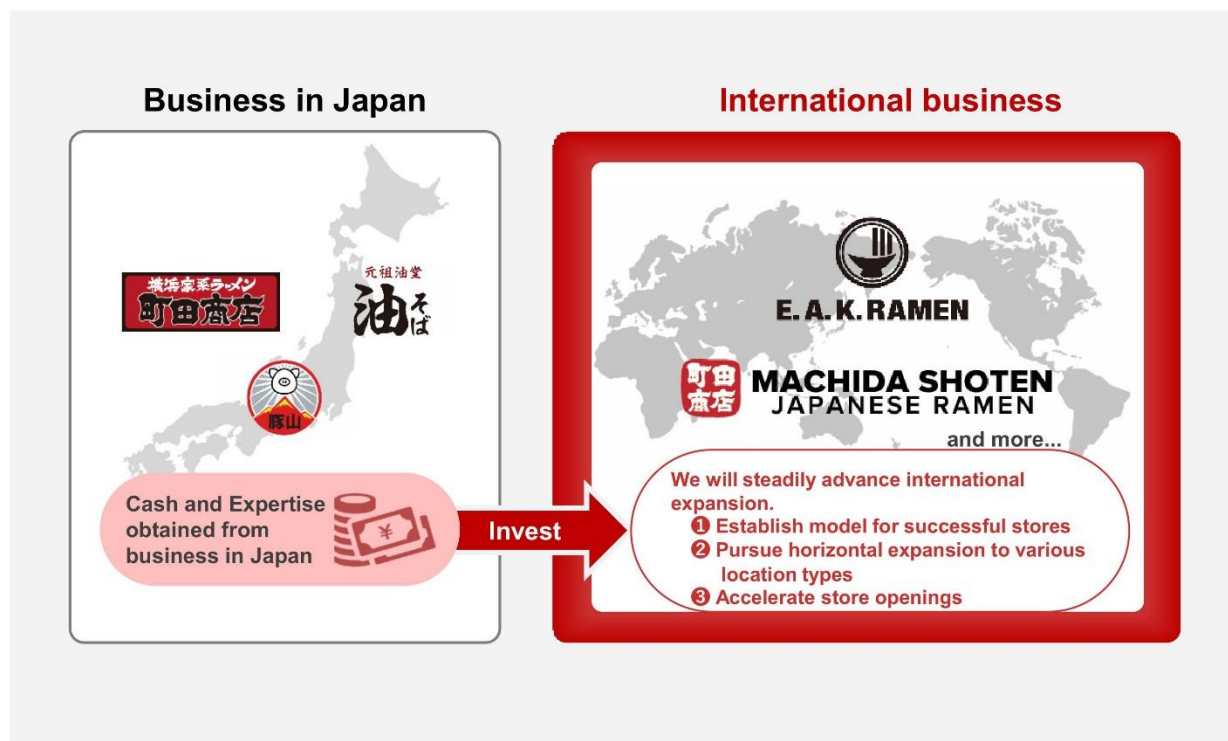 Business in Japan
横浜家系ラーメン
町田商店
元祖油堂
油そば
豚山
Cash and Expertise
obtained from
business in Japan
¥
Invest
International business
E.A.K.RAMEN
町田
商店
MACHIDA SHOTEN
JAPANESE RAMEN
and more...
We will steadily advance international
expansion.
❶ Establish model for successful stores
❷ Pursue horizontal expansion to various
location types
❸ Accelerate store openings